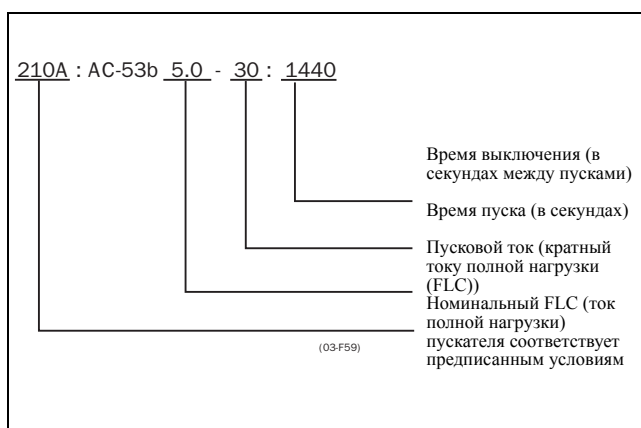 210A : AC-53b 5.0 - 30 : 1440
Время выключения (в
секундах между пусками)
Время пуска (в секундах)
Пусковой ток (кратный
току полной нагрузки
(FLC))
Номинальный FLC (ток
полной нагрузки)
пускателя соответствует
предписанным условиям
(03-F59)